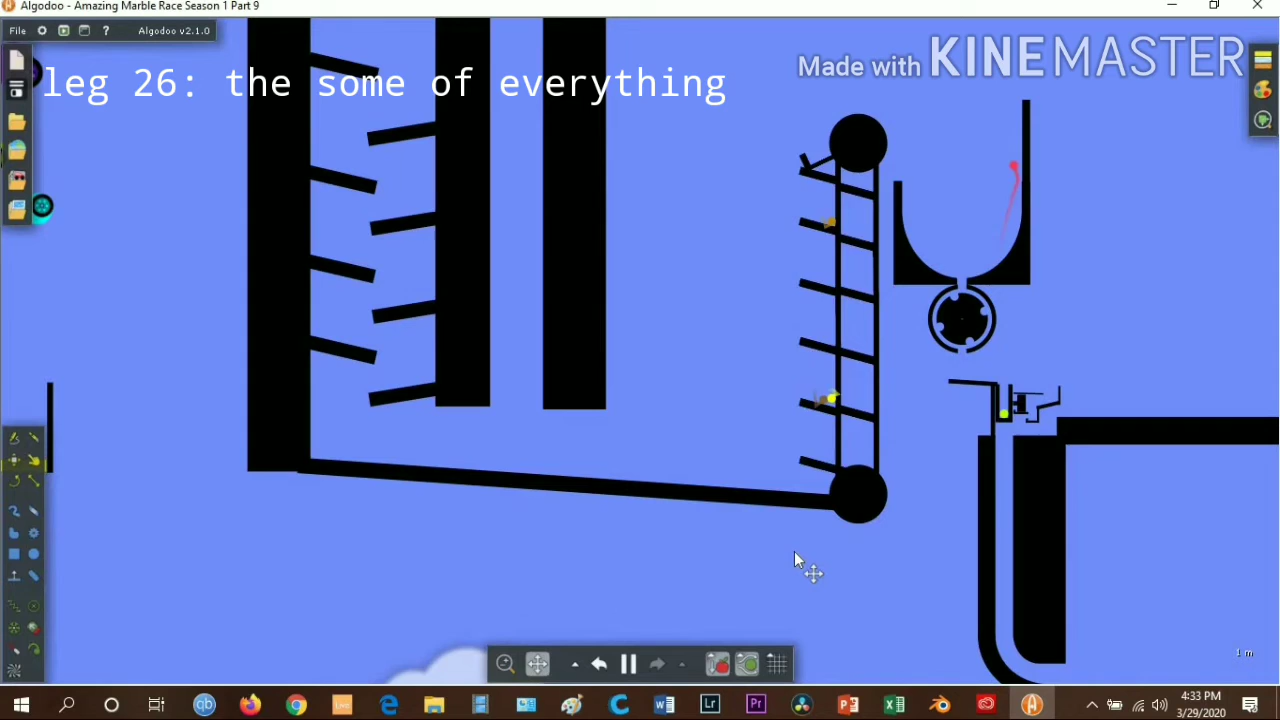 Algodoo - Amazing Marble Race Season 1 Part 9
File
?
Algodoo v2.1.0
Made with KINEMASTER
leg 26: the some of everything
1 m
4:33 PM
3/29/2020